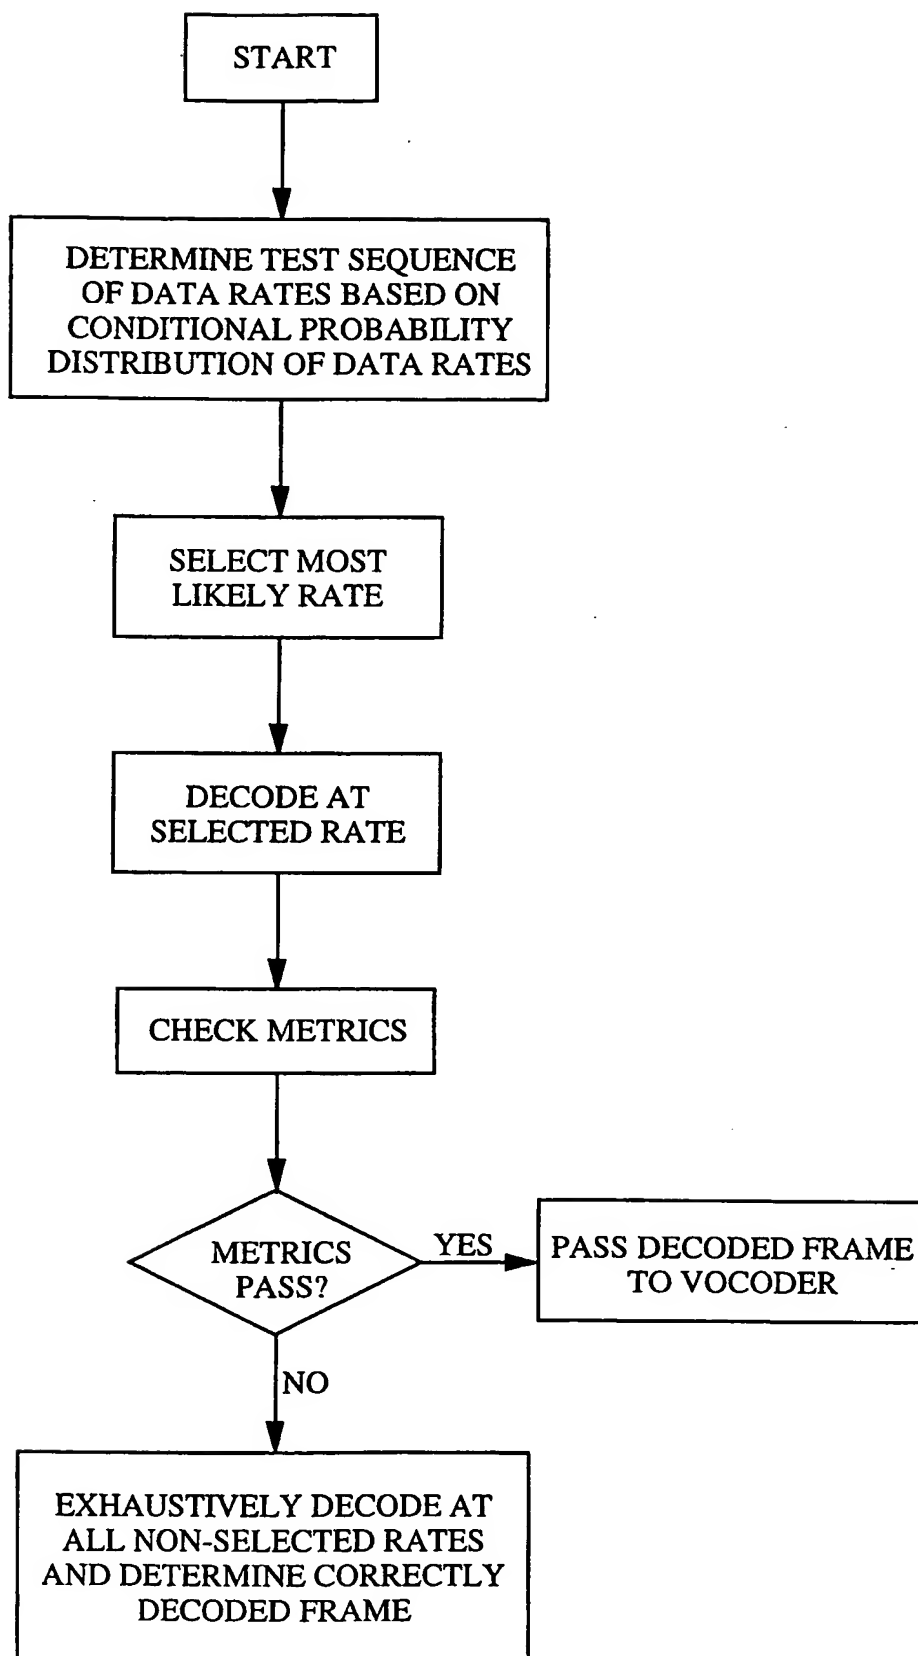 START
DETERMINE TEST SEQUENCE
OF DATA RATES BASED ON
CONDITIONAL PROBABILITY
DISTRIBUTION OF DATA RATES
SELECT MOST
LIKELY RATE
DECODE AT
SELECTED RATE
CHECK METRICS
METRICS
PASS?
YES
PASS DECODED FRAME
TO VOCODER
NO
EXHAUSTIVELY DECODE AT
ALL NON-SELECTED RATES
AND DETERMINE CORRECTLY
DECODED FRAME